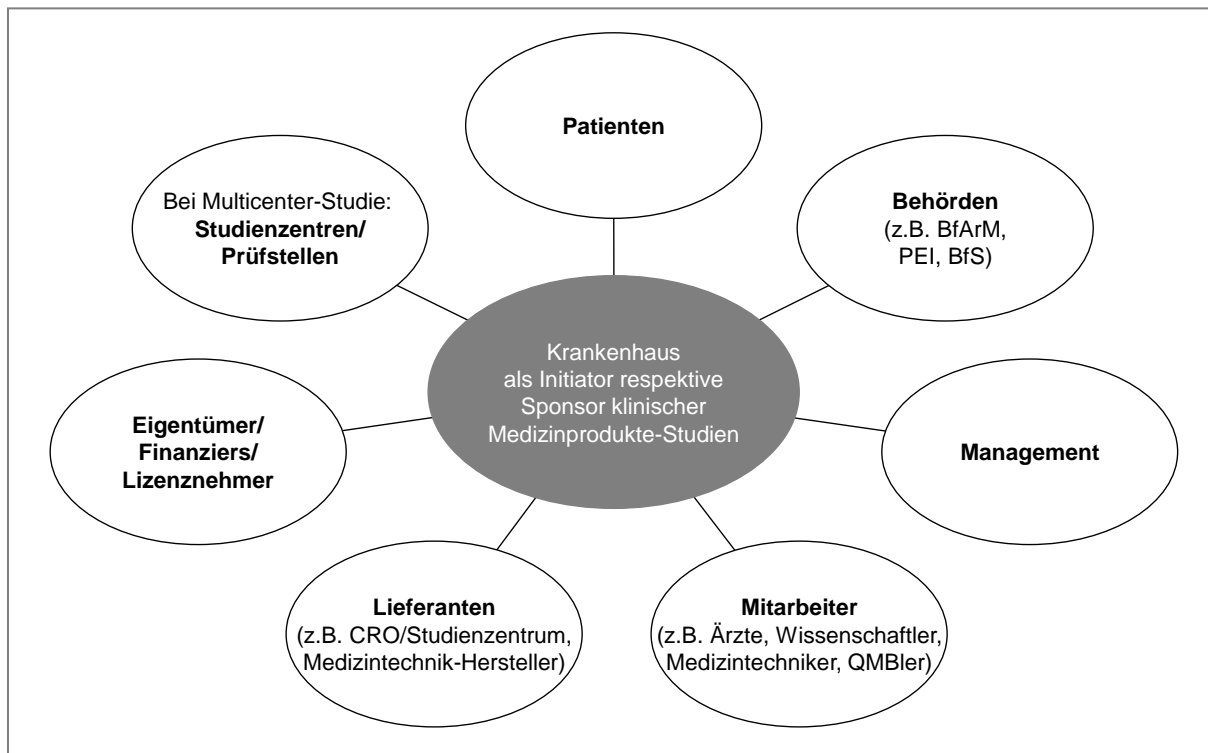 Patienten
Bei Multicenter-Studie:
Studienzentren/
Prüfstellen
Behörden
(z.B. BfArM,
PEI, BfS)
Krankenhaus
als Initiator respektive
Sponsor klinischer
Medizinprodukte-Studien
Eigentümer/
Finanziers/
Lizenznehmer
Management
Lieferanten
(z.B. CRO/Studienzentrum,
Medizintechnik-Hersteller)
Mitarbeiter
(z.B. Ärzte, Wissenschaftler,
Medizintechniker, QMBler)